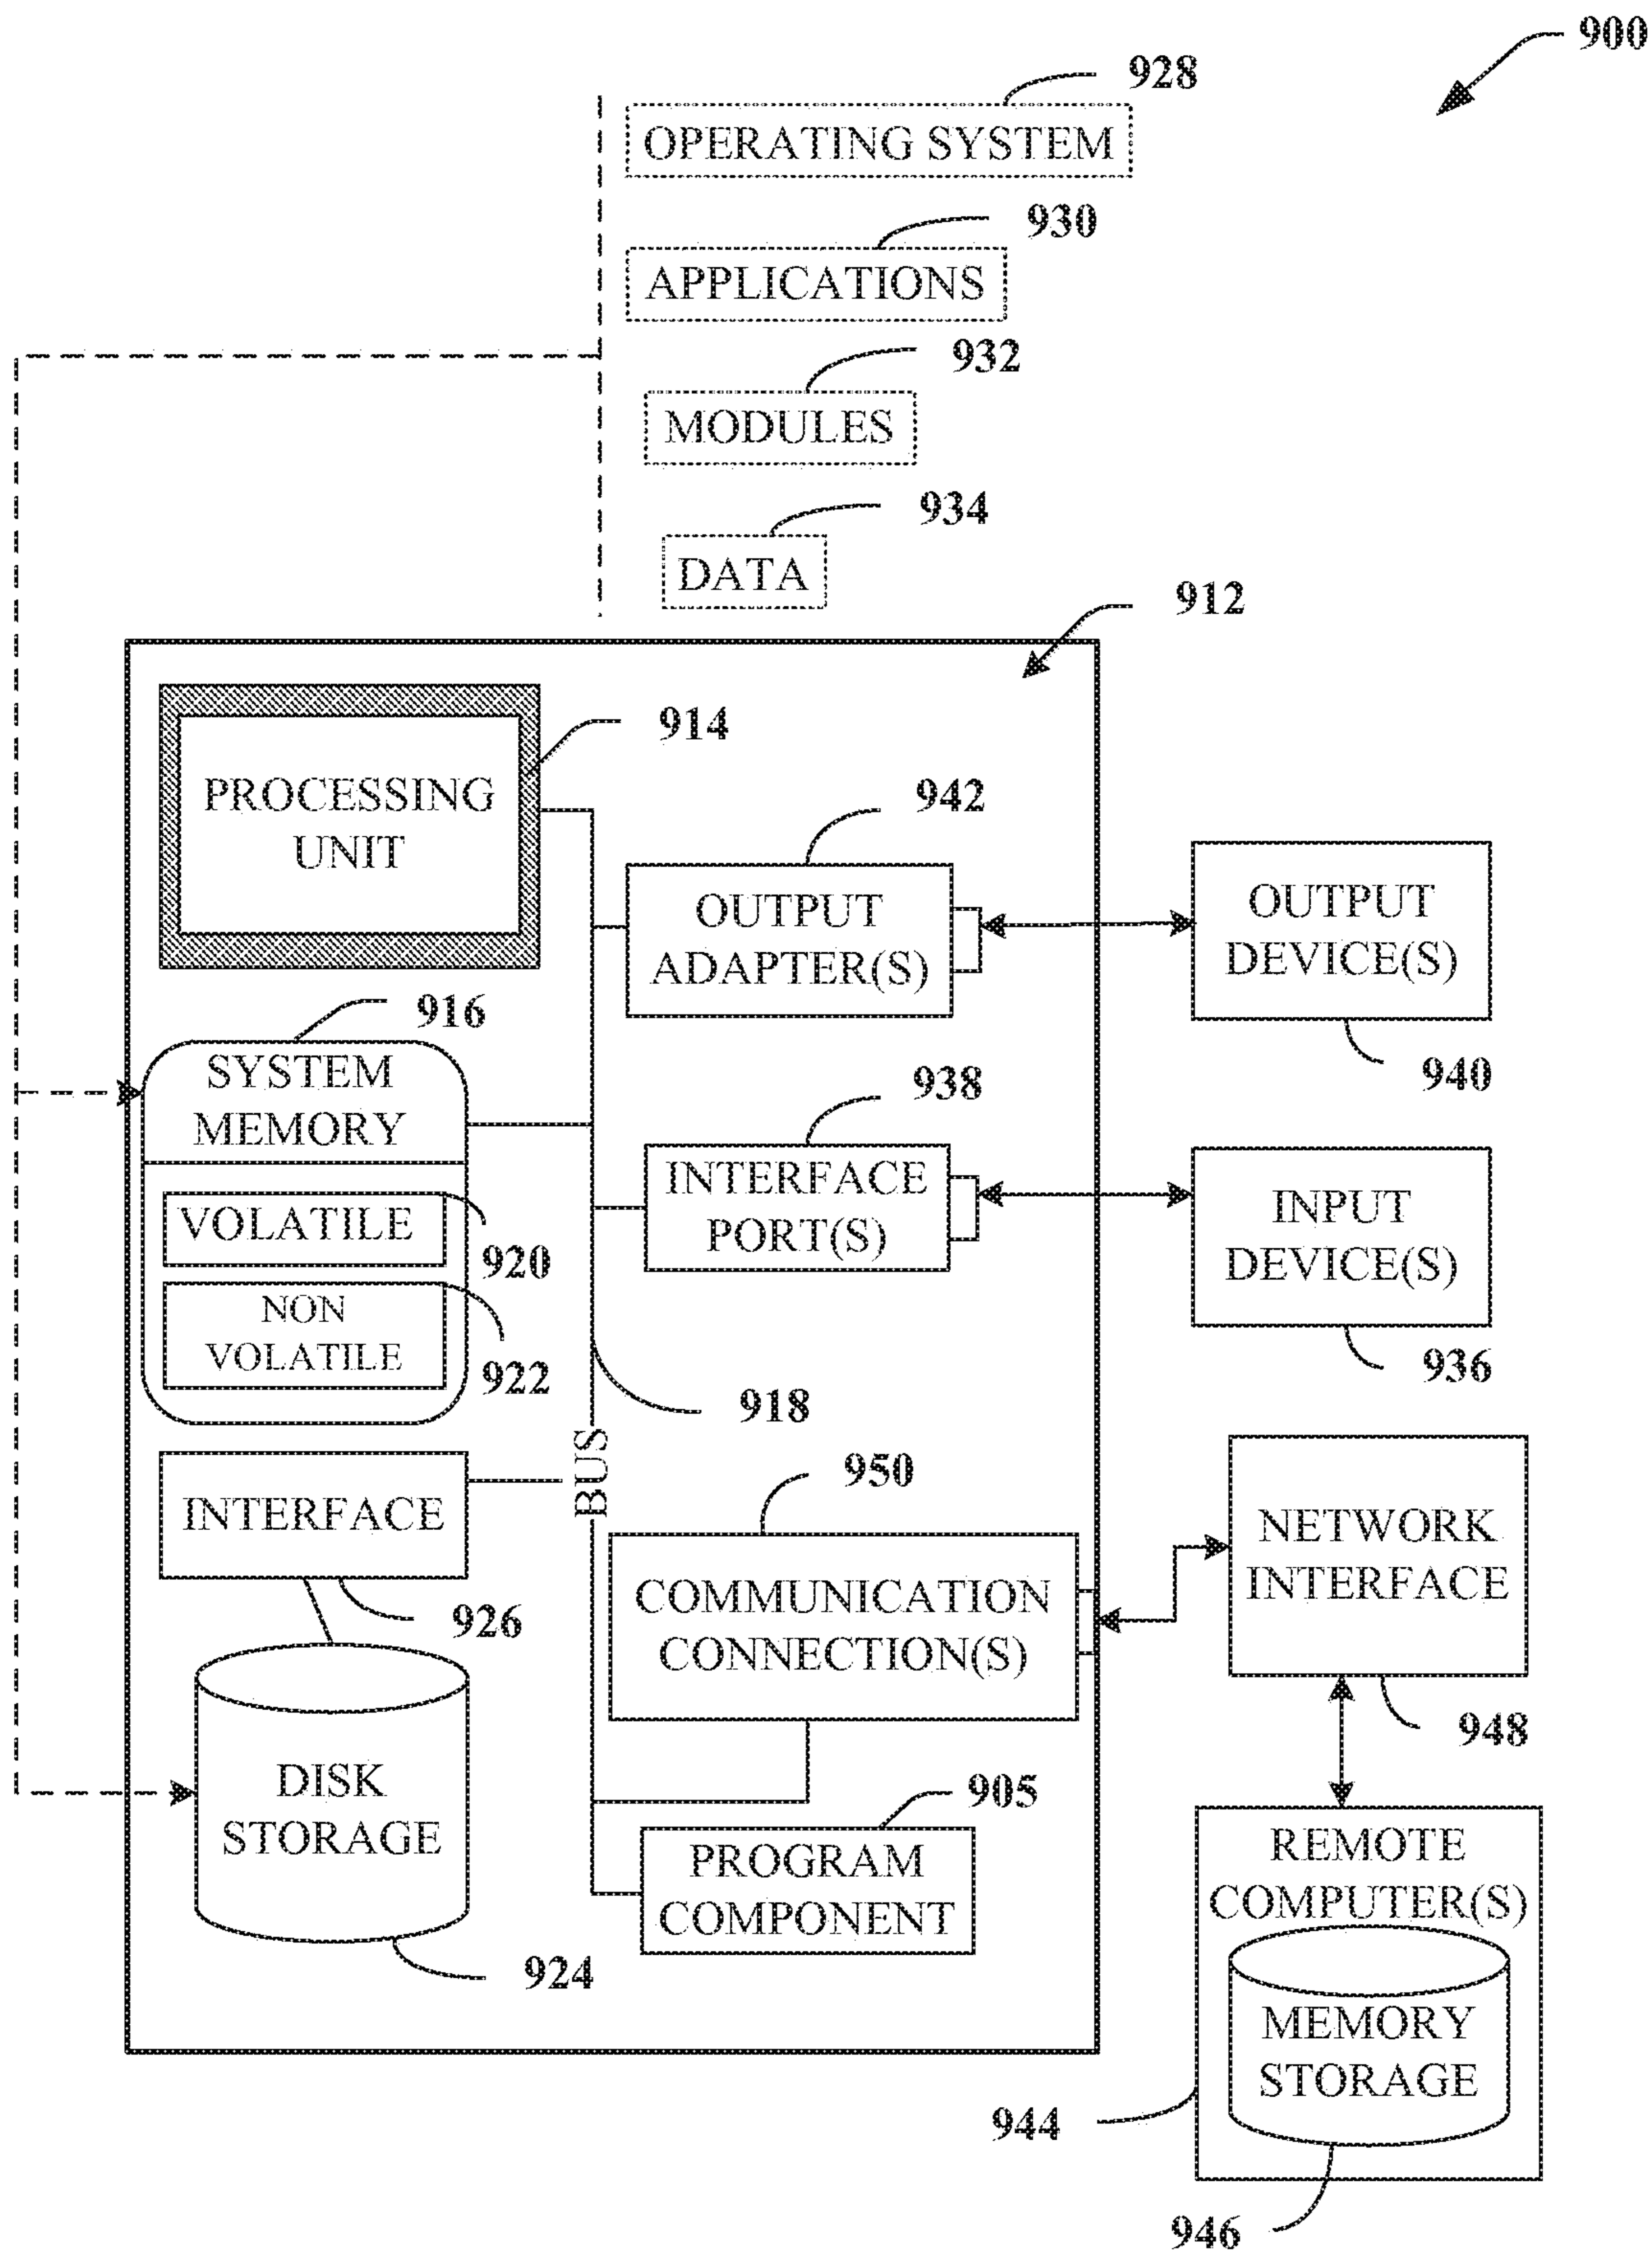 900
928
OPERATING SYSTEM
930
APPLICATIONS
932
MODULES
934
DATA
912
914
PROCESSING
UNIT
942
OUTPUT
ADAPTER(S)
OUTPUT
DEVICE(S)
940
916
SYSTEM
MEMORY
VOLATILE
920
NON
VOLATILE
922
938
INTERFACE
PORT(S)
INPUT
DEVICE(S)
936
918
BUS
INTERFACE
926
950
COMMUNICATION
CONNECTION(S)
NETWORK
INTERFACE
948
DISK
STORAGE
924
905
PROGRAM
COMPONENT
REMOTE
COMPUTER(S)
MEMORY
STORAGE
944
946